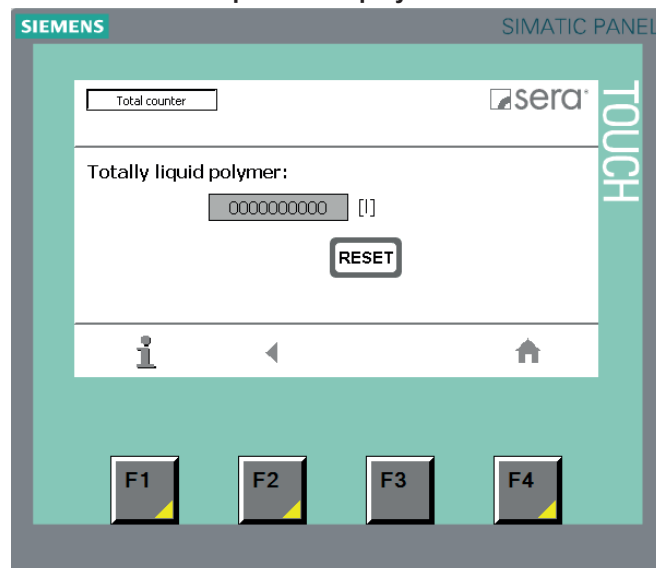 SIEMENS SIMATIC PANEL
Total counter sera®
TOUCH
Totally liquid polymer:
0000000000 [l]
RESET
F1 F2 F3 F4